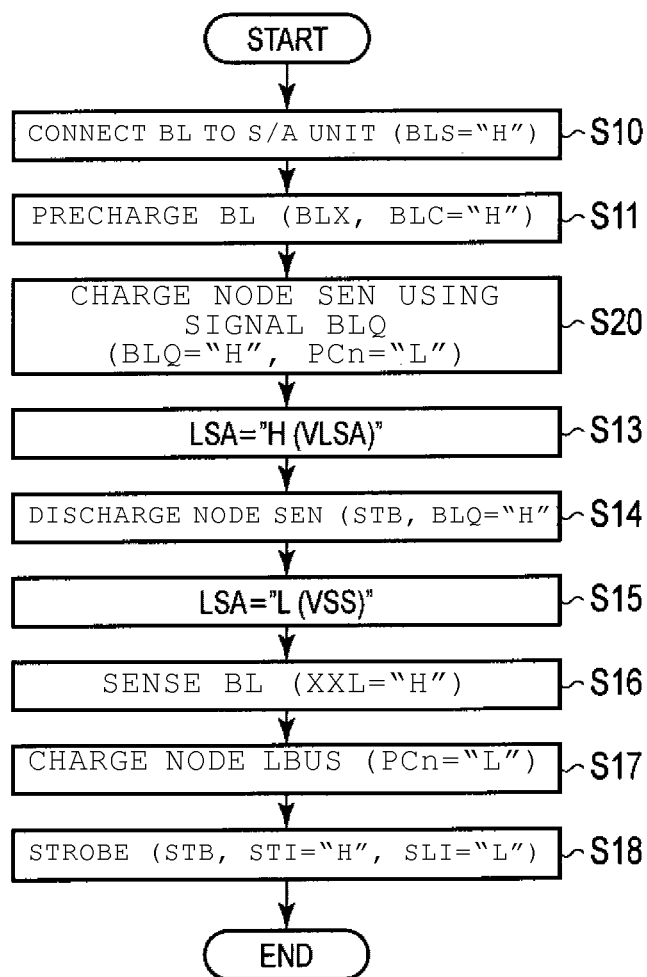 START
CONNECT BL TO S/A UNIT (BLS="H") S10
PRECHARGE BL (BLX, BLC="H") S11
CHARGE NODE SEN USING
SIGNAL BLQ S20
(BLQ="H", PCn="L")
LSA="H (VLSA)" S13
DISCHARGE NODE SEN (STB, BLQ="H" S14
LSA="L (VSS)" S15
SENSE BL (XXL="H") S16
CHARGE NODE LBUS (PCn="L") S17
STROBE (STB, STI="H", SLI="L") S18
END